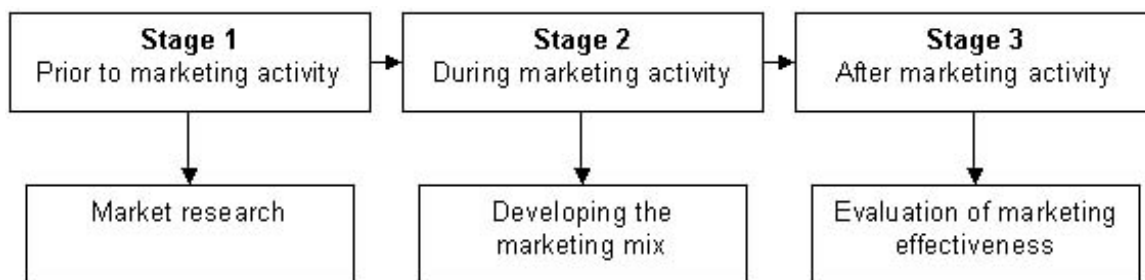 Stage 1
Prior to marketing activity
Stage 2
During marketing activity
Stage 3
After marketing activity
Market research
Developing the
marketing mix
Evaluation of marketing
effectiveness